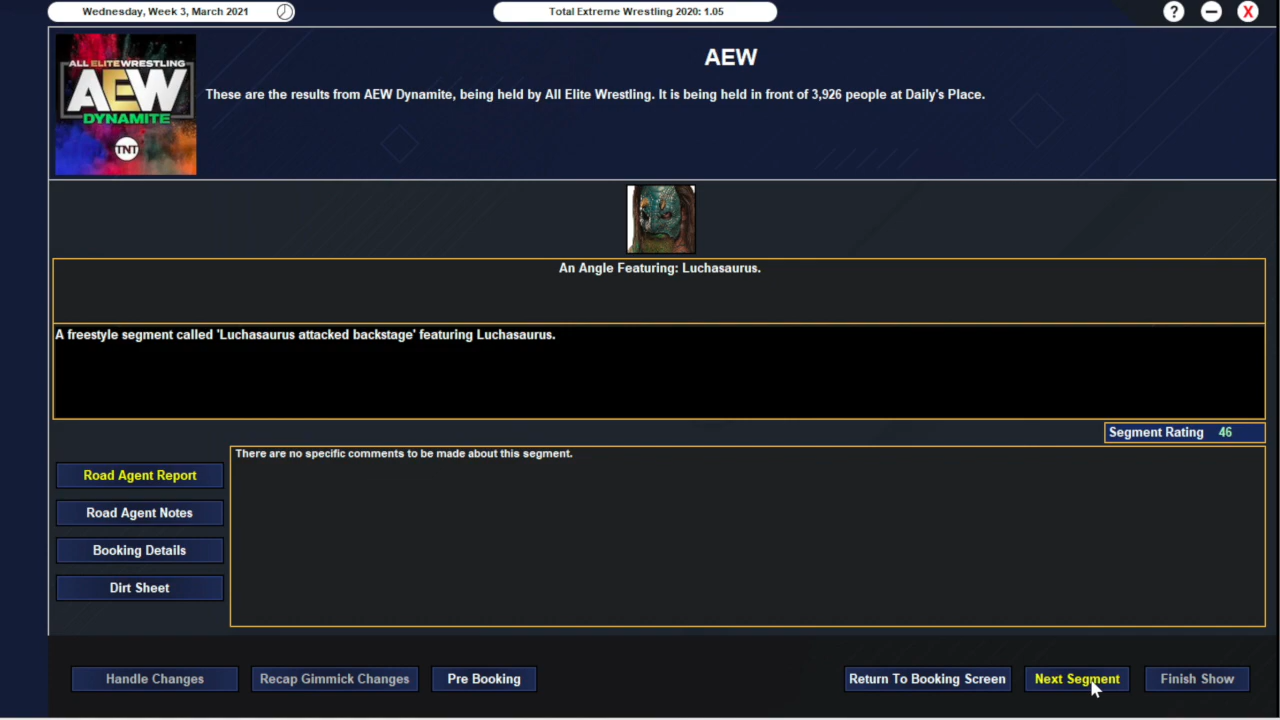 Wednesday, Week 3, March 2021
Total Extreme Wrestling 2020: 1.05
?
X
ALL ELITE WRESTLING
AEW
DYNAMITE
TNT
AEW
These are the results from AEW Dynamite, being held by All Elite Wrestling. It is being held in front of 3,926 people at Daily's Place.
An Angle Featuring: Luchasaurus.
A freestyle segment called 'Luchasaurus attacked backstage' featuring Luchasaurus.
Segment Rating 46
There are no specific comments to be made about this segment.
Road Agent Report
Road Agent Notes
Booking Details
Dirt Sheet
Handle Changes
Recap Gimmick Changes
Pre Booking
Return To Booking Screen
Next Segment
Finish Show